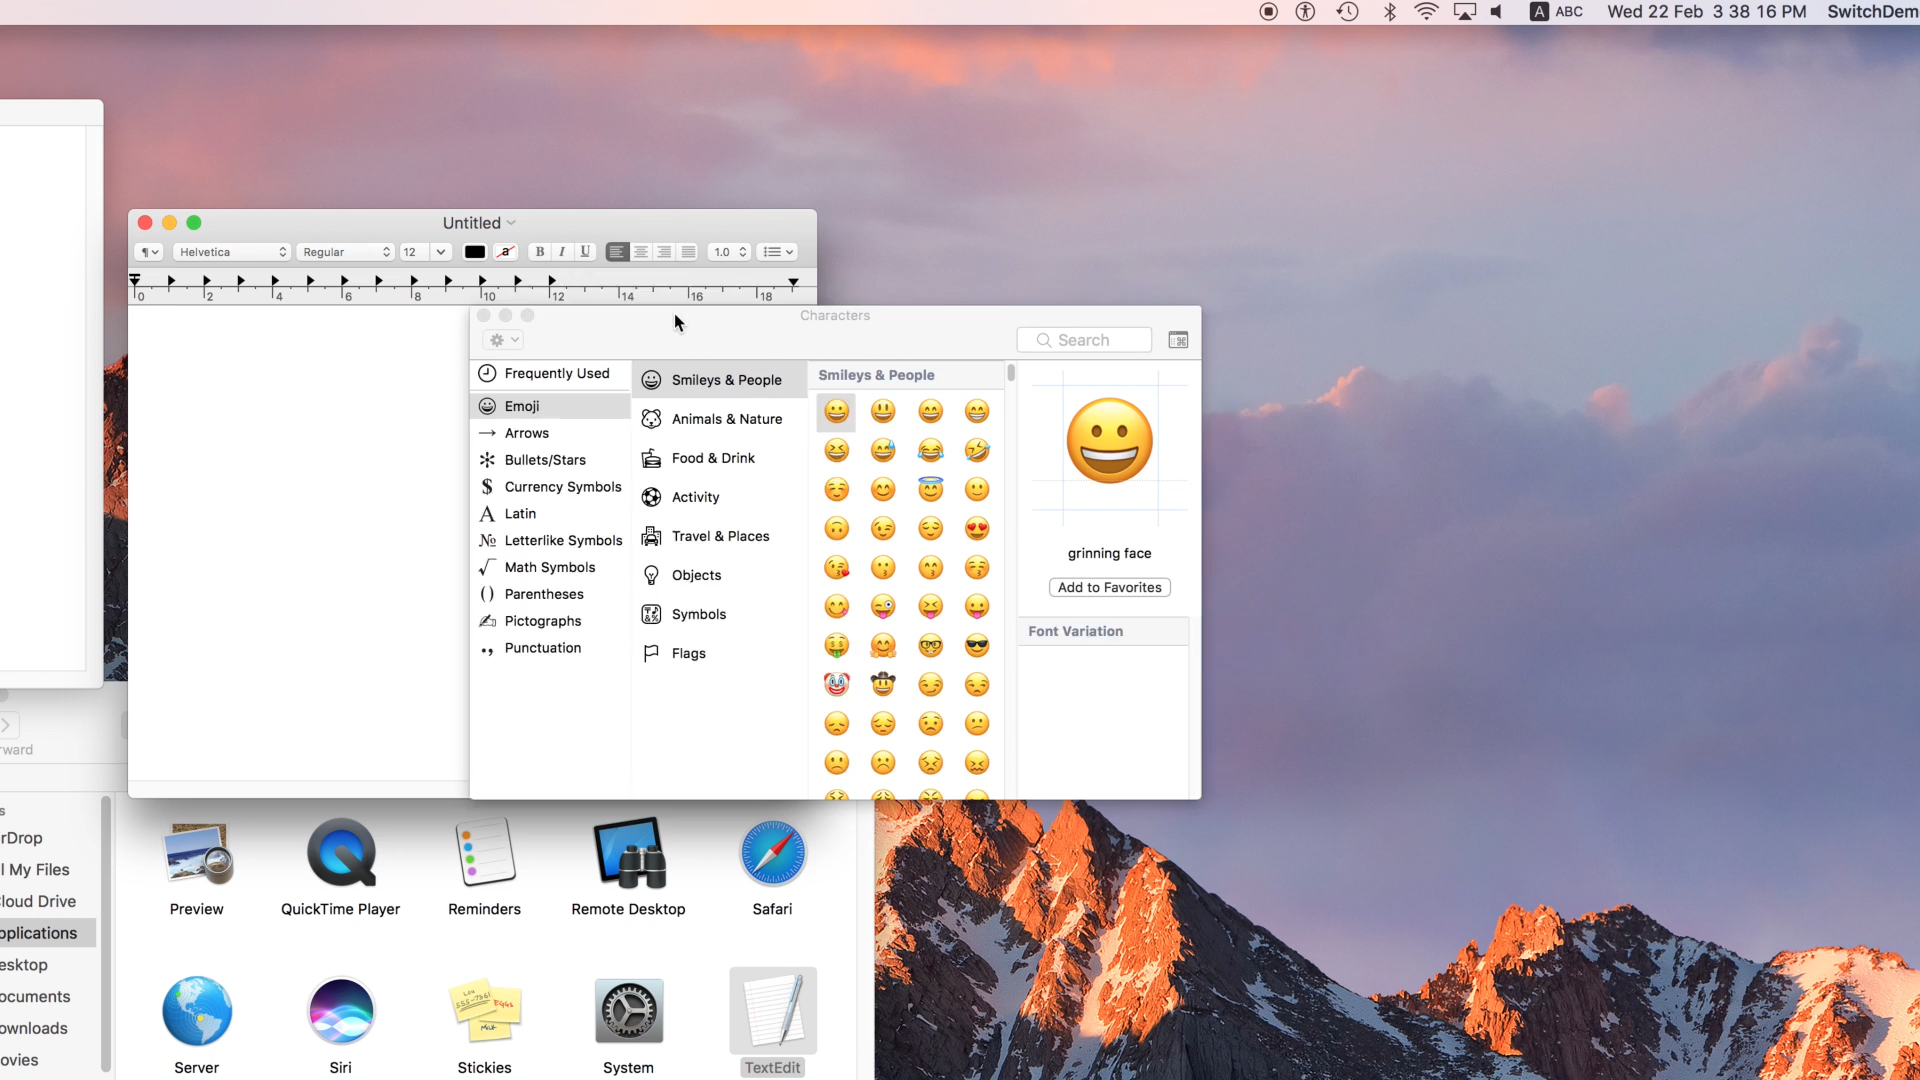 A ABC Wed 22 Feb 3 38 16 PM SwitchDem
Untitled
Helvetica Regular 12 a B I U 1.0
0 2 4 6 8 10 12 14 16 18
Characters
Search
Frequently Used
Emoji
Arrows
Bullets/Stars
Currency Symbols
Latin
Letterlike Symbols
Math Symbols
Parentheses
Pictographs
Punctuation
Smileys & People
Animals & Nature
Food & Drink
Activity
Travel & Places
Objects
Symbols
Flags
Smileys & People
grinning face
Add to Favorites
Font Variation
rward
s
rDrop
l My Files
loud Drive
pplications
esktop
ocuments
ownloads
ovies
Preview
QuickTime Player
Reminders
Remote Desktop
Safari
Server
Siri
Stickies
System
TextEdit